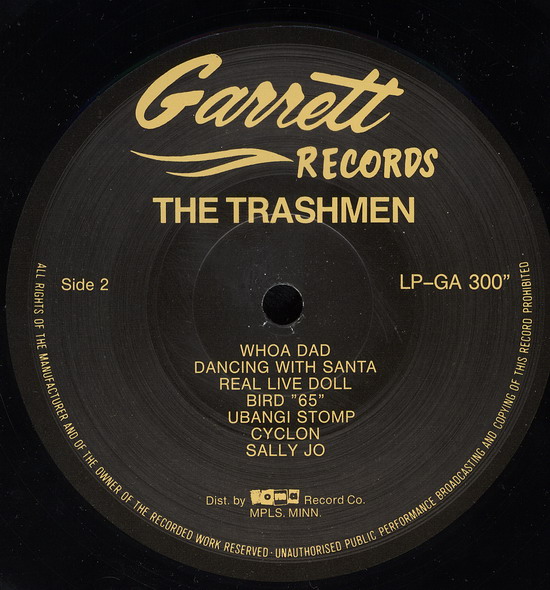 Garrett
RECORDS
THE TRASHMEN
Side 2
LP-GA 300"
WHOA DAD
DANCING WITH SANTA
REAL LIVE DOLL
BIRD "65"
UBANGI STOMP
CYCLON
SALLY JO
Dist. by Soma Record Co.
MPLS. MINN.
ALL RIGHTS OF THE MANUFACTURER AND OF THE OWNER OF THE RECORDED WORK RESERVED · UNAUTHORISED PUBLIC PERFORMANCE BROADCASTING AND COPYING OF THIS RECORD PROHIBITED